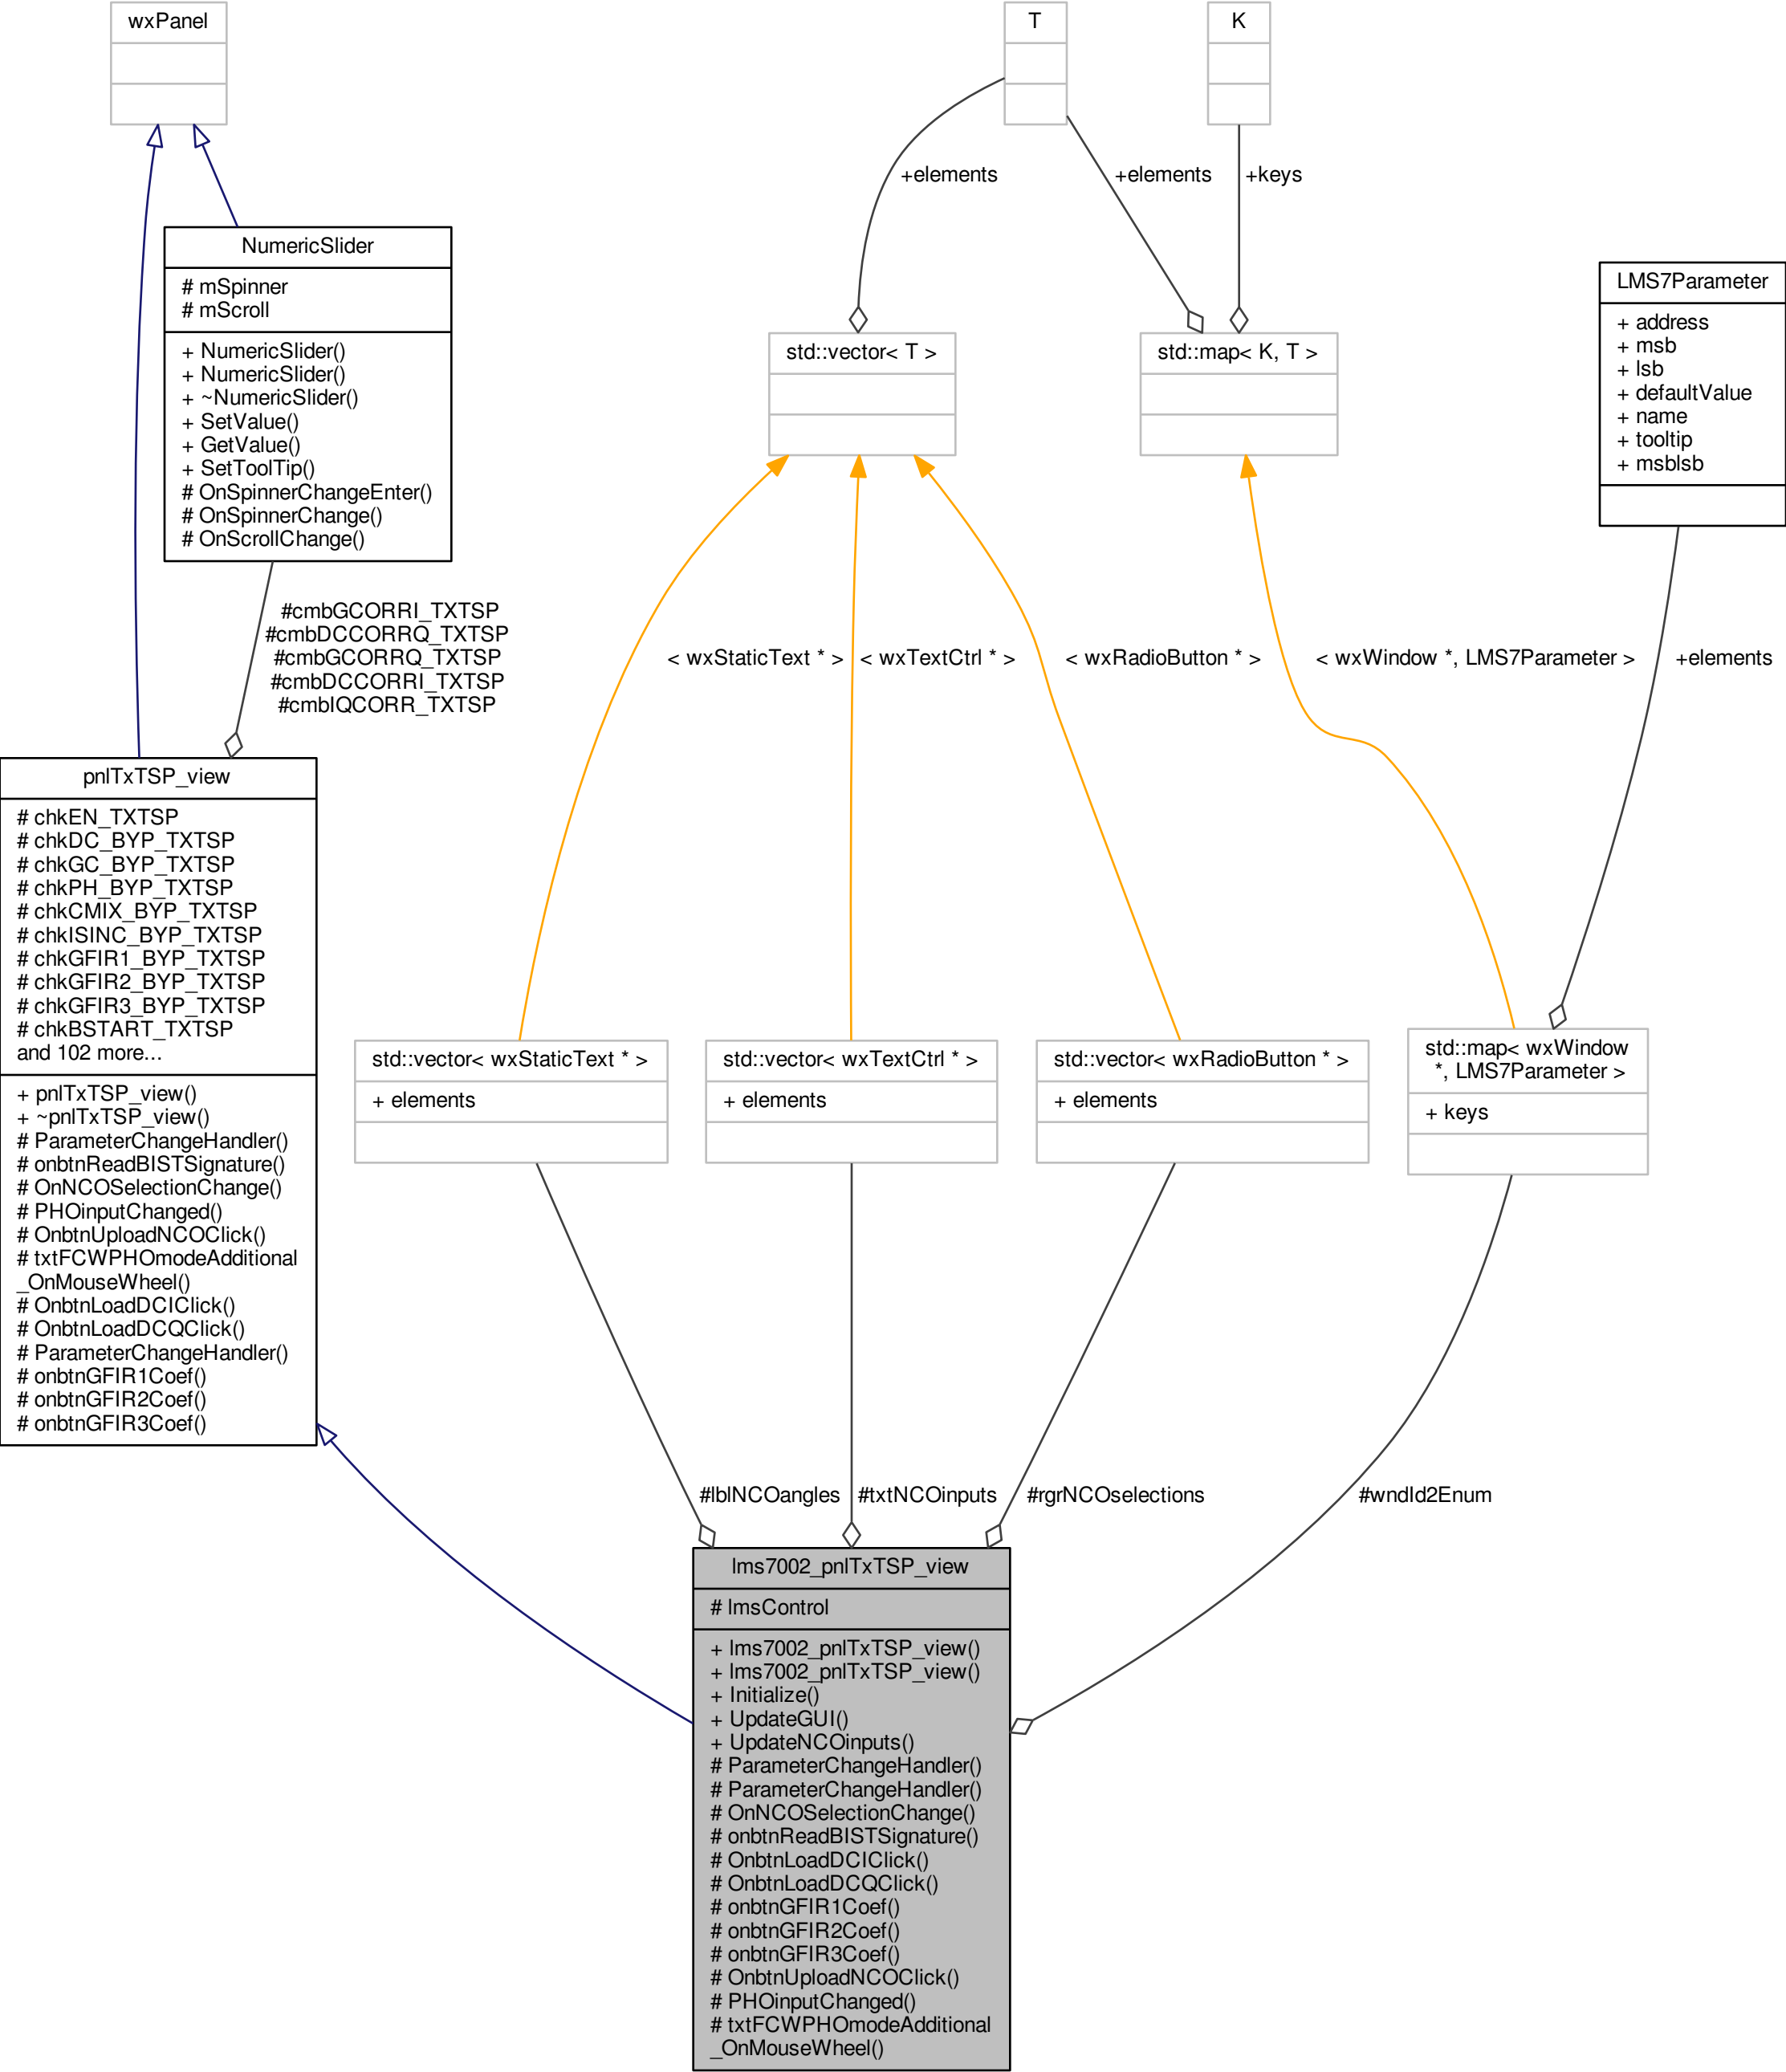 wxPanel
T
K
+elements
+elements
+keys
NumericSlider
# mSpinner
# mScroll
+ NumericSlider()
+ NumericSlider()
+ ~NumericSlider()
+ SetValue()
+ GetValue()
+ SetToolTip()
# OnSpinnerChangeEnter()
# OnSpinnerChange()
# OnScrollChange()
std::vector< T >
std::map< K, T >
LMS7Parameter
+ address
+ msb
+ lsb
+ defaultValue
+ name
+ tooltip
+ msblsb
#cmbGCORRI_TXTSP
#cmbDCCORRQ_TXTSP
#cmbGCORRQ_TXTSP
#cmbDCCORRI_TXTSP
#cmbIQCORR_TXTSP
< wxStaticText * >
< wxTextCtrl * >
< wxRadioButton * >
< wxWindow *, LMS7Parameter >
+elements
pnlTxTSP_view
# chkEN_TXTSP
# chkDC_BYP_TXTSP
# chkGC_BYP_TXTSP
# chkPH_BYP_TXTSP
# chkCMIX_BYP_TXTSP
# chkISINC_BYP_TXTSP
# chkGFIR1_BYP_TXTSP
# chkGFIR2_BYP_TXTSP
# chkGFIR3_BYP_TXTSP
# chkBSTART_TXTSP
and 102 more...
+ pnlTxTSP_view()
+ ~pnlTxTSP_view()
# ParameterChangeHandler()
# onbtnReadBISTSignature()
# OnNCOSelectionChange()
# PHOinputChanged()
# OnbtnUploadNCOClick()
# txtFCWPHOmodeAdditional
_OnMouseWheel()
# OnbtnLoadDCIClick()
# OnbtnLoadDCQClick()
# ParameterChangeHandler()
# onbtnGFIR1Coef()
# onbtnGFIR2Coef()
# onbtnGFIR3Coef()
std::vector< wxStaticText * >
+ elements
std::vector< wxTextCtrl * >
+ elements
std::vector< wxRadioButton * >
+ elements
std::map< wxWindow
*, LMS7Parameter >
+ keys
#lblNCOangles
#txtNCOinputs
#rgrNCOselections
#wndId2Enum
lms7002_pnlTxTSP_view
# lmsControl
+ lms7002_pnlTxTSP_view()
+ lms7002_pnlTxTSP_view()
+ Initialize()
+ UpdateGUI()
+ UpdateNCOinputs()
# ParameterChangeHandler()
# ParameterChangeHandler()
# OnNCOSelectionChange()
# onbtnReadBISTSignature()
# OnbtnLoadDCIClick()
# OnbtnLoadDCQClick()
# onbtnGFIR1Coef()
# onbtnGFIR2Coef()
# onbtnGFIR3Coef()
# OnbtnUploadNCOClick()
# PHOinputChanged()
# txtFCWPHOmodeAdditional
_OnMouseWheel()